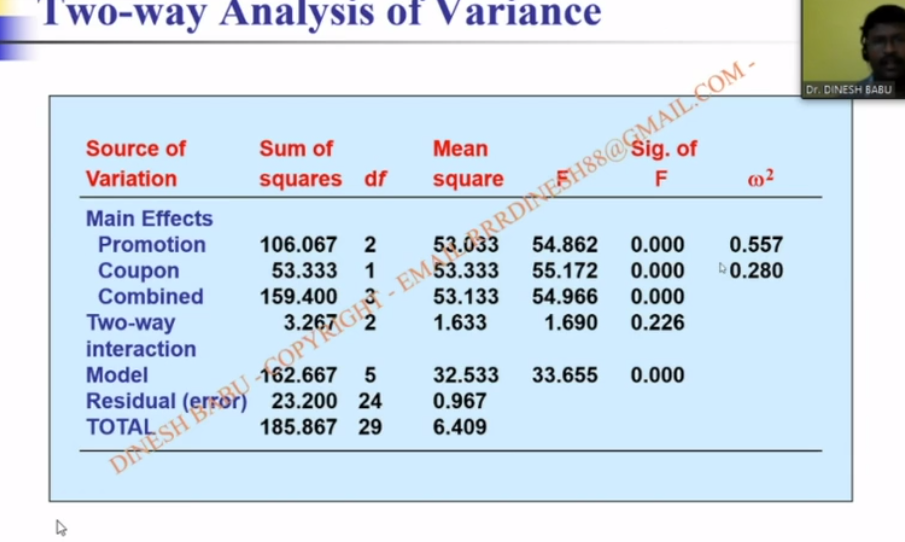 Two-way Analysis of Variance
Dr. DINESH BABU
Source of Variation Sum of squares df Mean square F Sig. of F ω2
Main Effects
Promotion 106.067 2 53.033 54.862 0.000 0.557
Coupon 53.333 1 53.333 55.172 0.000 0.280
Combined 159.400 3 53.133 54.966 0.000
Two-way 3.267 2 1.633 1.690 0.226
interaction
Model 162.667 5 32.533 33.655 0.000
Residual (error) 23.200 24 0.967
TOTAL 185.867 29 6.409
DINESH BABU - COPYRIGHT - EMAIL-RRRDINESH88@GMAIL.COM -